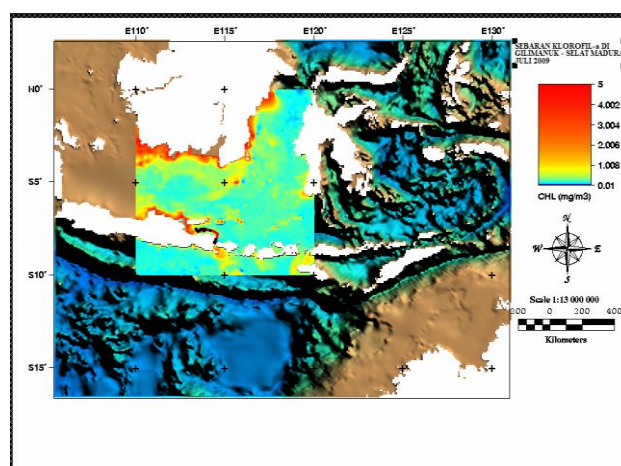 E110° E115° E120° E125° E130°
SEBARAN KLOROFIL-a DI
GILIMANUK - SELAT MADURA
JULI 2009
N0°
S5°
S10°
S15°
5
4.002
3.005
2.006
1.008
0.01
CHL (mg/m3)
N
W E
S
Scale 1:13 000 000
200 0 200 400
Kilometers